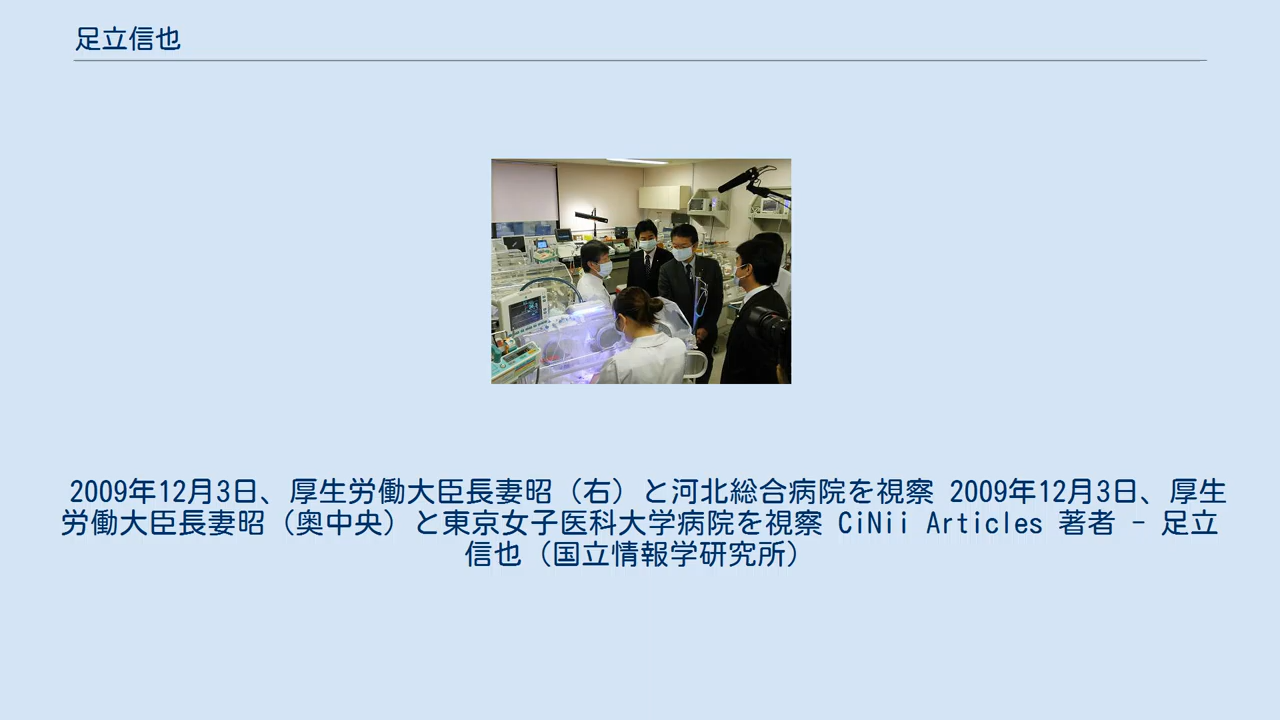 足立信也
2009年12月3日、厚生労働大臣長妻昭（右）と河北総合病院を視察 2009年12月3日、厚生
労働大臣長妻昭（奥中央）と東京女子医科大学病院を視察 CiNii Articles 著者 - 足立
信也（国立情報学研究所）